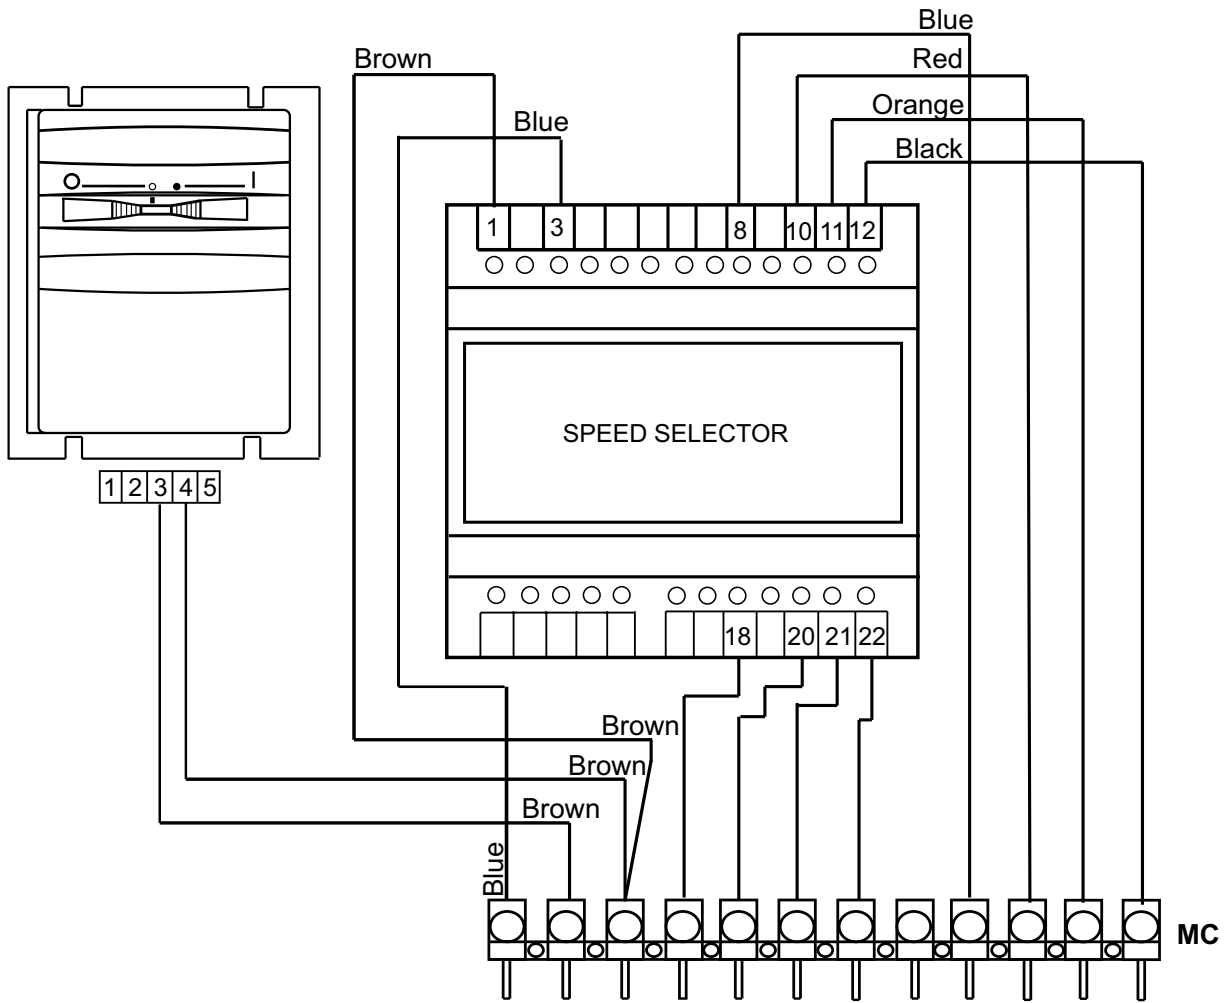 Blue
Brown
Red
Orange
Blue
Black
O I
1 3 8 10 11 12
SPEED SELECTOR
1 2 3 4 5
18 20 21 22
Brown
Brown
Brown
Blue
MC